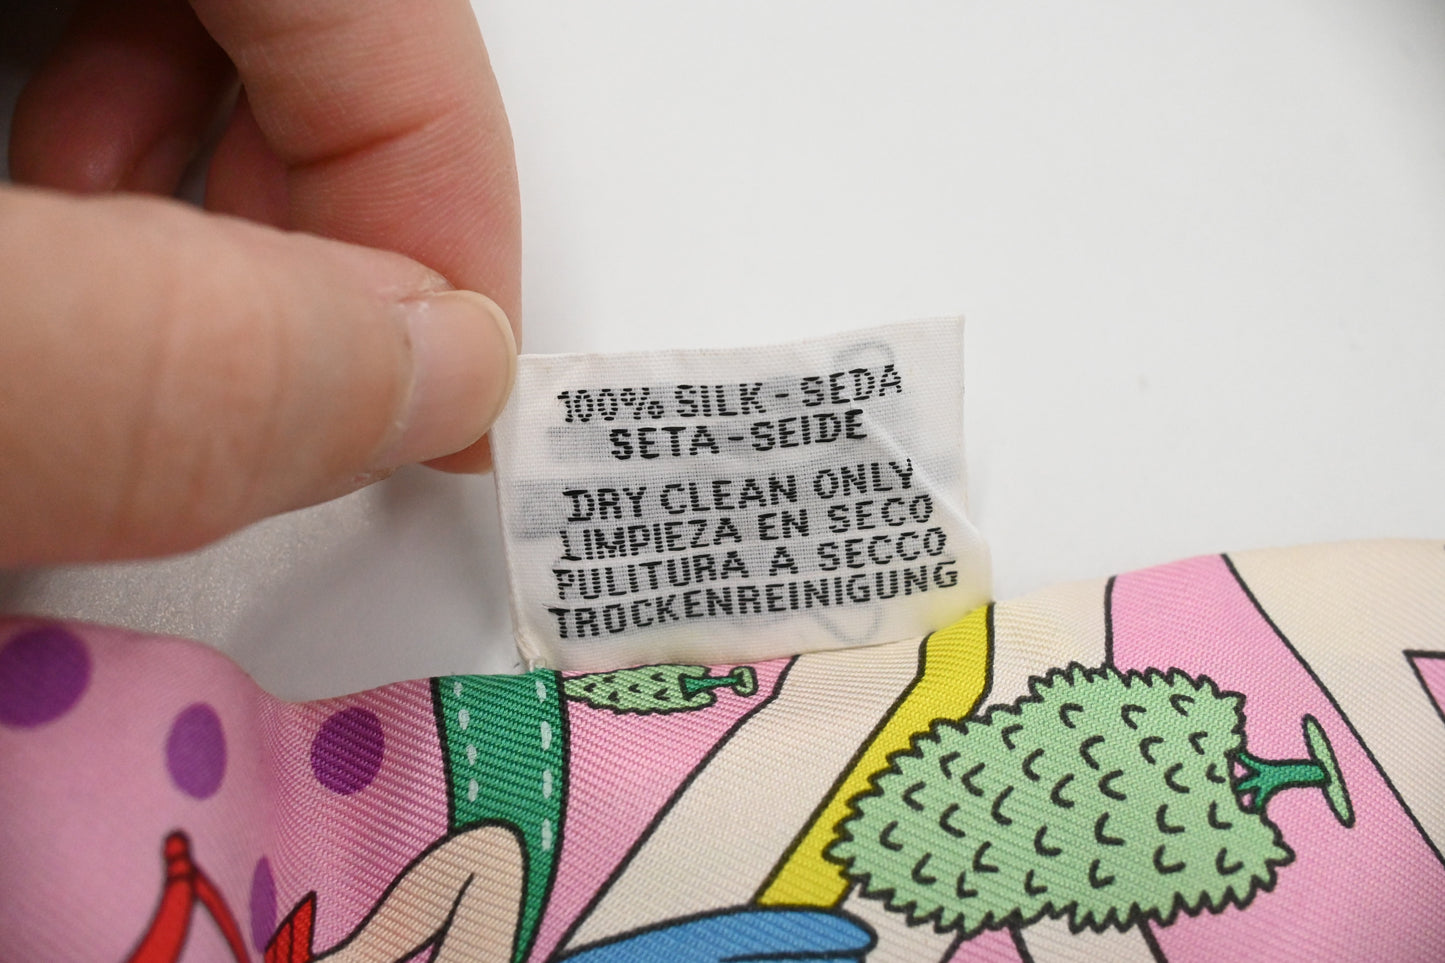 100% SILK - SEDA
SETA - SEIDE
DRY CLEAN ONLY
LIMPIEZA EN SECO
PULITURA A SECCO
TROCKENREINIGUNG